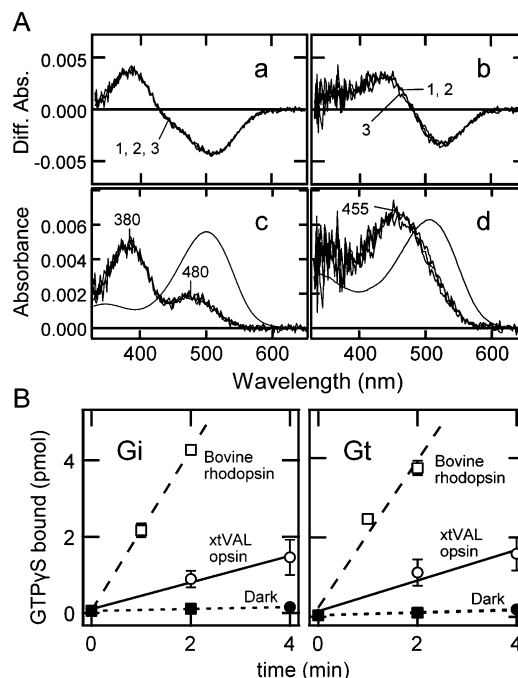 A
Diff. Abs.
0.005
0.000
-0.005
a
1, 2, 3
b
1, 2
3
Absorbance
0.006
0.004
0.002
0.000
380
480
c
455
d
400 500 600
400 500 600
Wavelength (nm)
B
GTPγS bound (pmol)
4
2
0
Gi
Bovine
rhodopsin
xtVAL
opsin
Dark
Gt
Bovine
rhodopsin
xtVAL
opsin
Dark
0 2 4
0 2 4
time (min)